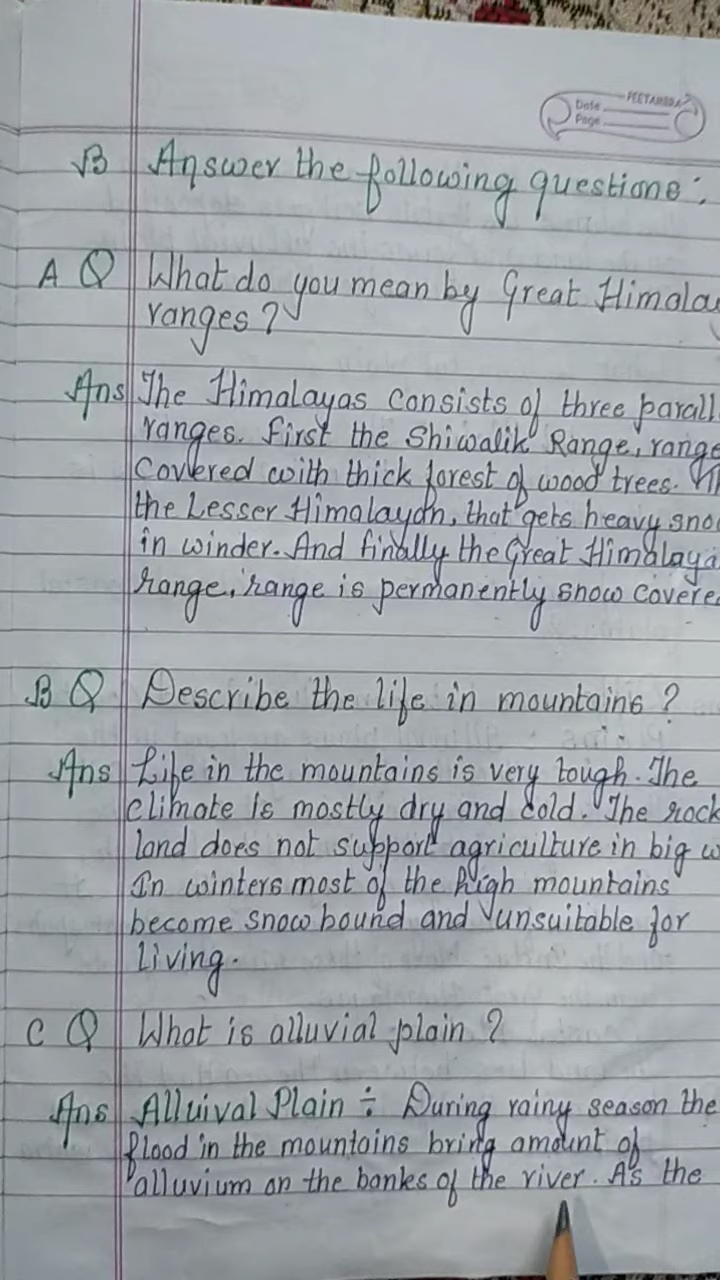 PEETAMBRA
Date
Page
B Answer the following questions:
A Q What do you mean by Great Himala
ranges?
Ans The Himalayas consists of three parall
ranges. First the Shiwalik Range, range
Covered with thick forest of wood trees.
the Lesser Himalayan, that gets heavy sno
in winder. And finally the Great Himalaya
range, range is permanently snow covere
B Q Describe the life in mountains?
Ans Life in the mountains is very tough. The
climate is mostly dry and cold. The rock
land does not support agriculture in big w
In winters most of the high mountains
become snow bound and unsuitable for
living.
C Q What is alluvial plain?
Ans Alluival Plain ÷ During rainy season the
flood in the mountains bring amount of
alluvium on the banks of the river. As the